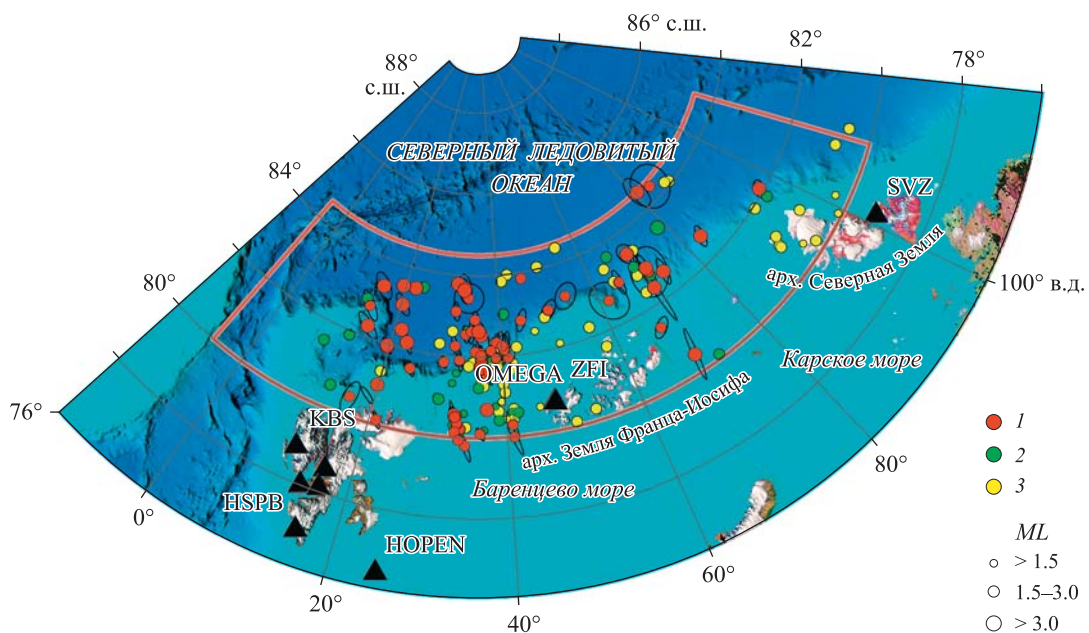 86° с.ш.
82°
78°
88°
с.ш.
84°
80°
76°
СЕВЕРНЫЙ ЛЕДОВИТЫЙ
ОКЕАН
SVZ
арх. Северная Земля
100° в.д.
Карское море
OMEGA
ZFI
арх. Земля Франца-Иосифа
KBS
Баренцево море
HSPB
HOPEN
0°
20°
40°
60°
80°
1
2
3
ML
> 1.5
1.5–3.0
> 3.0